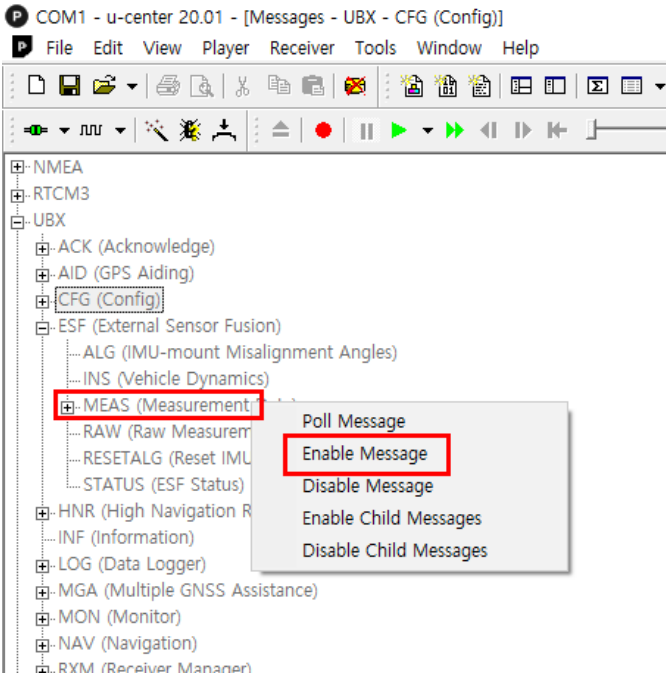 COM1 - u-center 20.01 - [Messages - UBX - CFG (Config)]
File Edit View Player Receiver Tools Window Help
NMEA
RTCM3
UBX
ACK (Acknowledge)
AID (GPS Aiding)
CFG (Config)
ESF (External Sensor Fusion)
ALG (IMU-mount Misalignment Angles)
INS (Vehicle Dynamics)
MEAS (Measurement
RAW (Raw Measurem
RESETALG (Reset IMU
STATUS (ESF Status)
HNR (High Navigation R
INF (Information)
LOG (Data Logger)
MGA (Multiple GNSS Assistance)
MON (Monitor)
NAV (Navigation)
RXM (Receiver Manager)
Poll Message
Enable Message
Disable Message
Enable Child Messages
Disable Child Messages